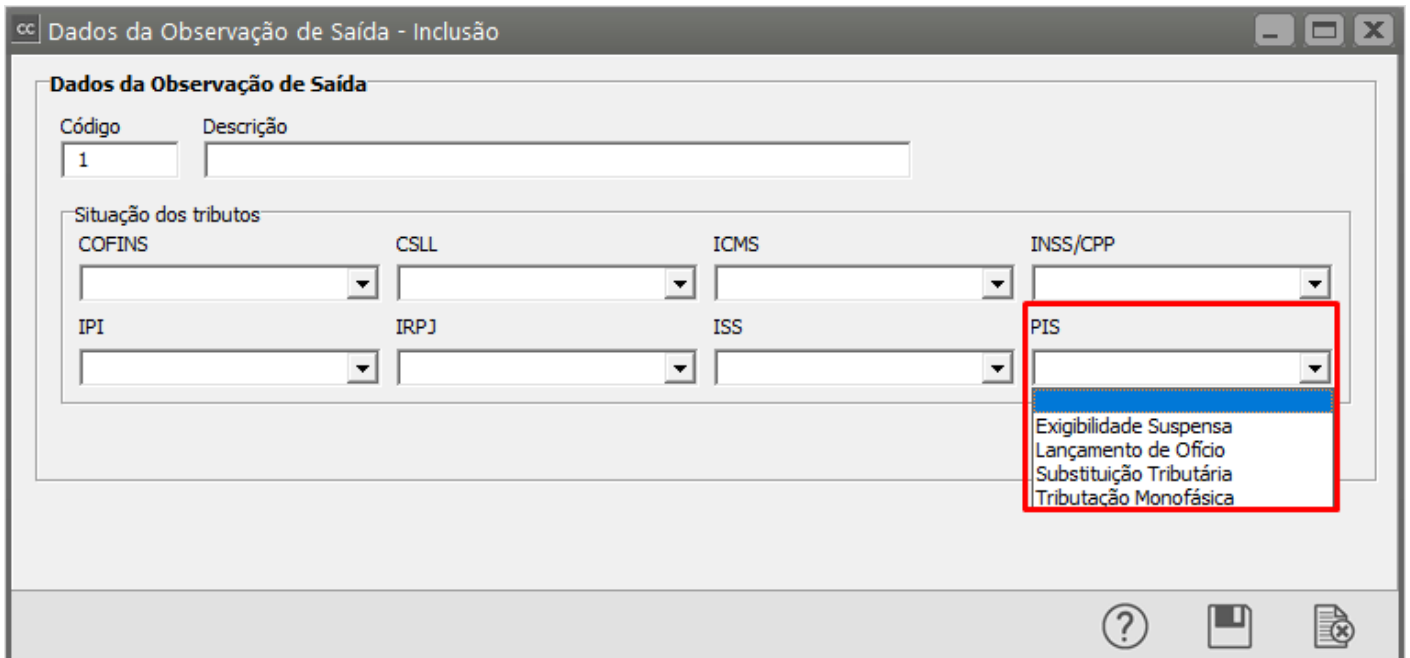 cc Dados da Observação de Saída - Inclusão
Dados da Observação de Saída
Código Descrição
1
Situação dos tributos
COFINS CSLL ICMS INSS/CPP
IPI IRPJ ISS PIS
Exigibilidade Suspensa
Lançamento de Ofício
Substituição Tributária
Tributação Monofásica